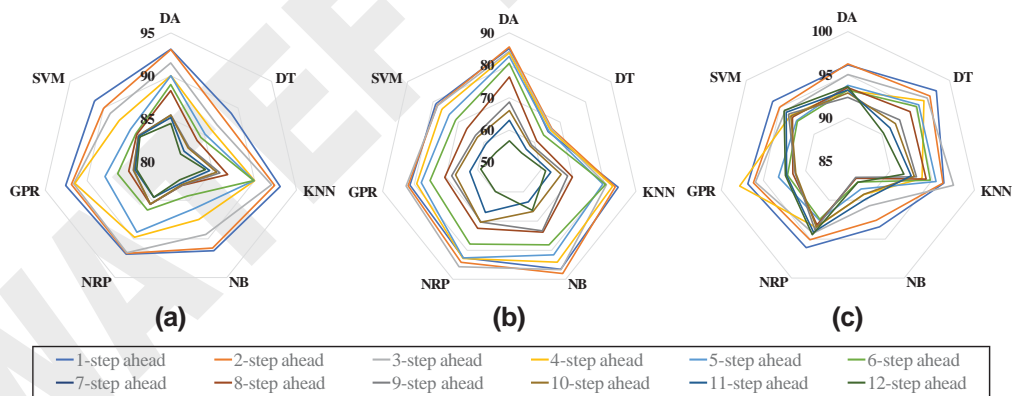 DA
DT
KNN
NB
NRP
GPR
SVM
95
90
85
80
(a)
DA
DT
KNN
NB
NRP
GPR
SVM
90
80
70
60
50
(b)
DA
DT
KNN
NB
NRP
GPR
SVM
100
95
90
85
(c)
1-step ahead 2-step ahead 3-step ahead 4-step ahead 5-step ahead 6-step ahead
7-step ahead 8-step ahead 9-step ahead 10-step ahead 11-step ahead 12-step ahead